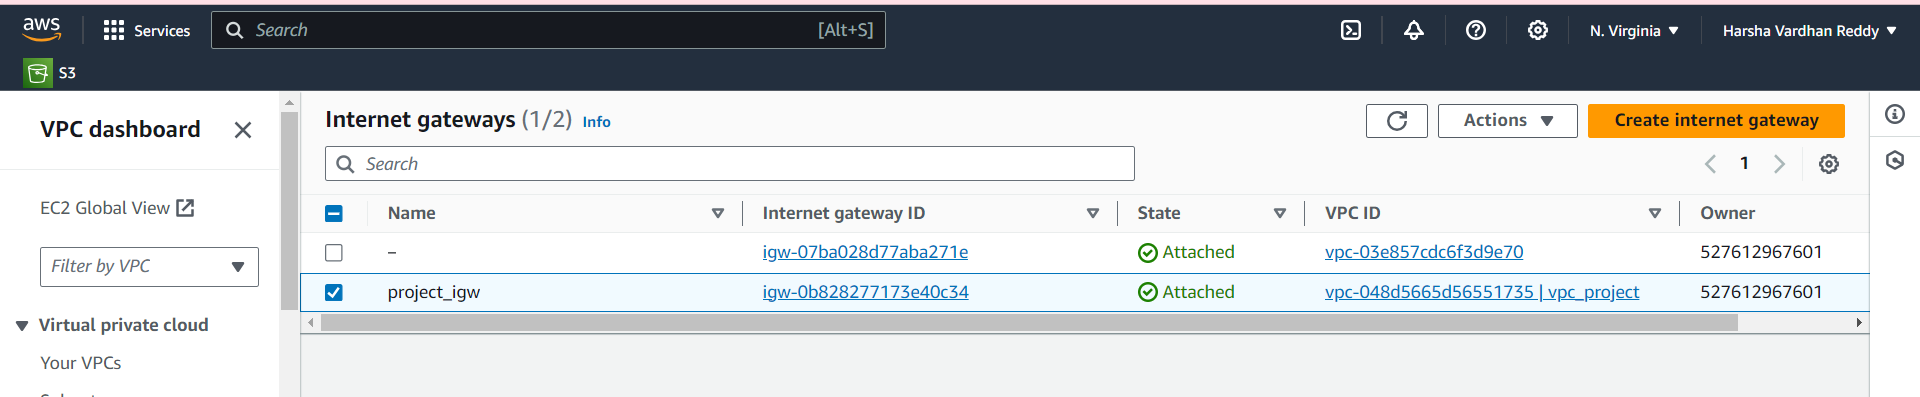 aws
Services
Search [Alt+S]
N. Virginia
Harsha Vardhan Reddy
S3
VPC dashboard
EC2 Global View
Filter by VPC
Virtual private cloud
Your VPCs
Internet gateways (1/2) Info
Actions
Create internet gateway
Search
1
Name Internet gateway ID State VPC ID Owner
– igw-07ba028d77aba271e Attached vpc-03e857cdc6f3d9e70 527612967601
project_igw igw-0b828277173e40c34 Attached vpc-048d5665d56551735 | vpc_project 527612967601